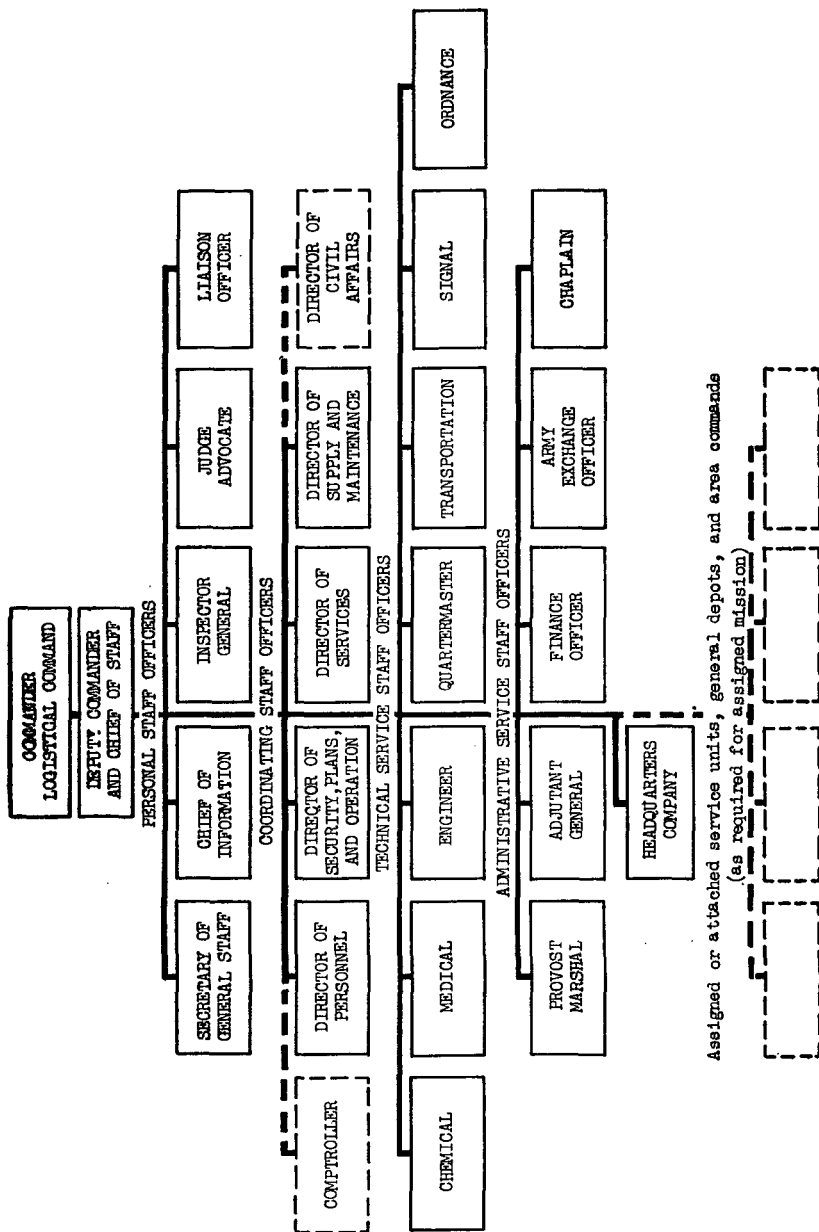 COMMANDER
LOGISTICAL COMMAND
DEPUTY COMMANDER
AND CHIEF OF STAFF
PERSONAL STAFF OFFICERS
SECRETARY OF
GENERAL STAFF
CHIEF OF
INFORMATION
INSPECTOR
GENERAL
JUDGE
ADVOCATE
LIAISON
OFFICER
COORDINATING STAFF OFFICERS
COMPTROLLER
DIRECTOR OF
PERSONNEL
DIRECTOR OF
SECURITY, PLANS,
AND OPERATION
DIRECTOR OF
SERVICES
DIRECTOR OF
SUPPLY AND
MAINTENANCE
DIRECTOR OF
CIVIL
AFFAIRS
TECHNICAL SERVICE STAFF OFFICERS
CHEMICAL
MEDICAL
ENGINEER
QUARTERMASTER
TRANSPORTATION
SIGNAL
ORDNANCE
ADMINISTRATIVE SERVICE STAFF OFFICERS
PROVOST
MARSHAL
ADJUTANT
GENERAL
FINANCE
OFFICER
ARMY
EXCHANGE
OFFICER
CHAPLAIN
HEADQUARTERS
COMPANY
Assigned or attached service units, general depots, and area commands
(as required for assigned mission)